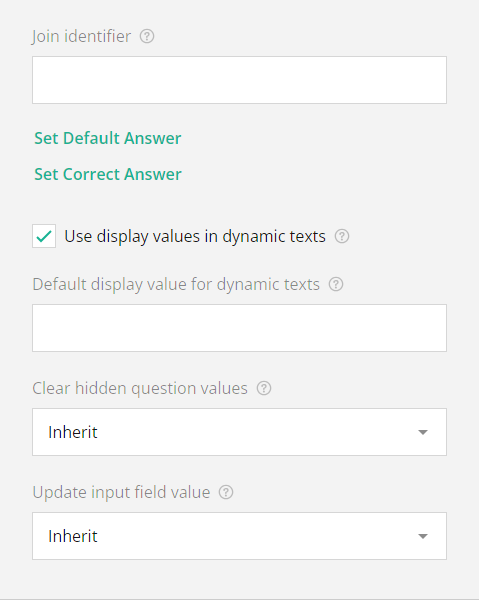 Join identifier
Set Default Answer
Set Correct Answer
Use display values in dynamic texts
Default display value for dynamic texts
Clear hidden question values
Inherit
Update input field value
Inherit